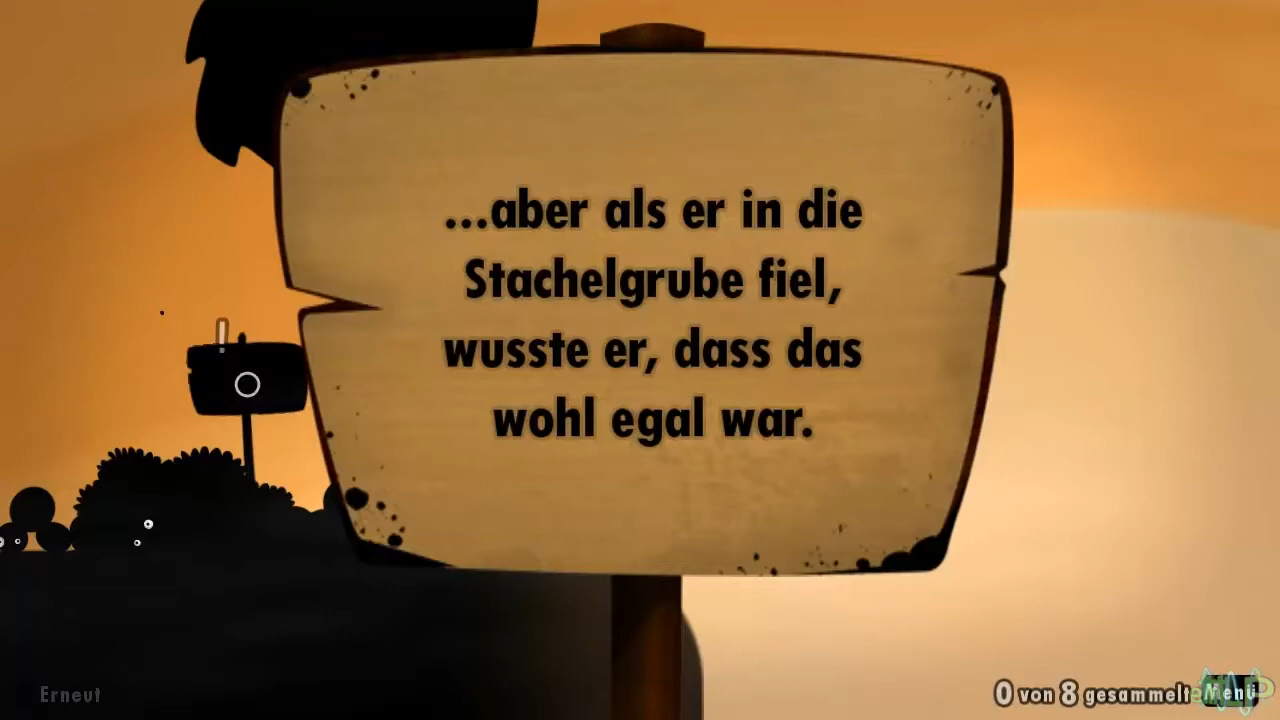 ...aber als er in die
Stachelgrube fiel,
wusste er, dass das
wohl egal war.
Erneut
0 von 8 gesammelt
Menü